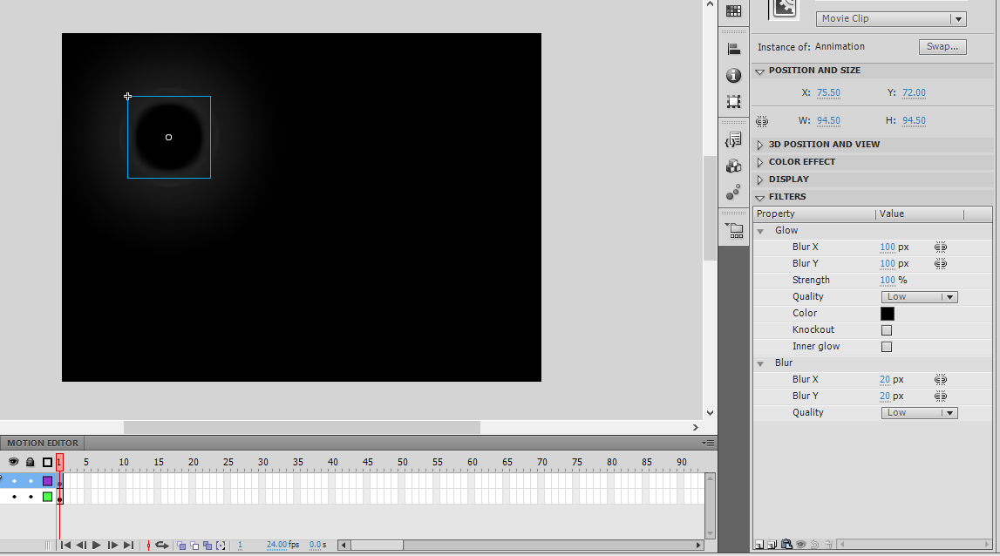 Movie Clip
Instance of: Annimation Swap...
POSITION AND SIZE
X: 75.50 Y: 72.00
W: 94.50 H: 94.50
3D POSITION AND VIEW
COLOR EFFECT
DISPLAY
FILTERS
Property Value
Glow
Blur X 100 px
Blur Y 100 px
Strength 100 %
Quality Low
Color
Knockout
Inner glow
Blur
Blur X 20 px
Blur Y 20 px
Quality Low
MOTION EDITOR
1 5 10 15 20 25 30 35 40 45 50 55 60 65 70 75 80 85 90
1 24.00 fps 0.0 s